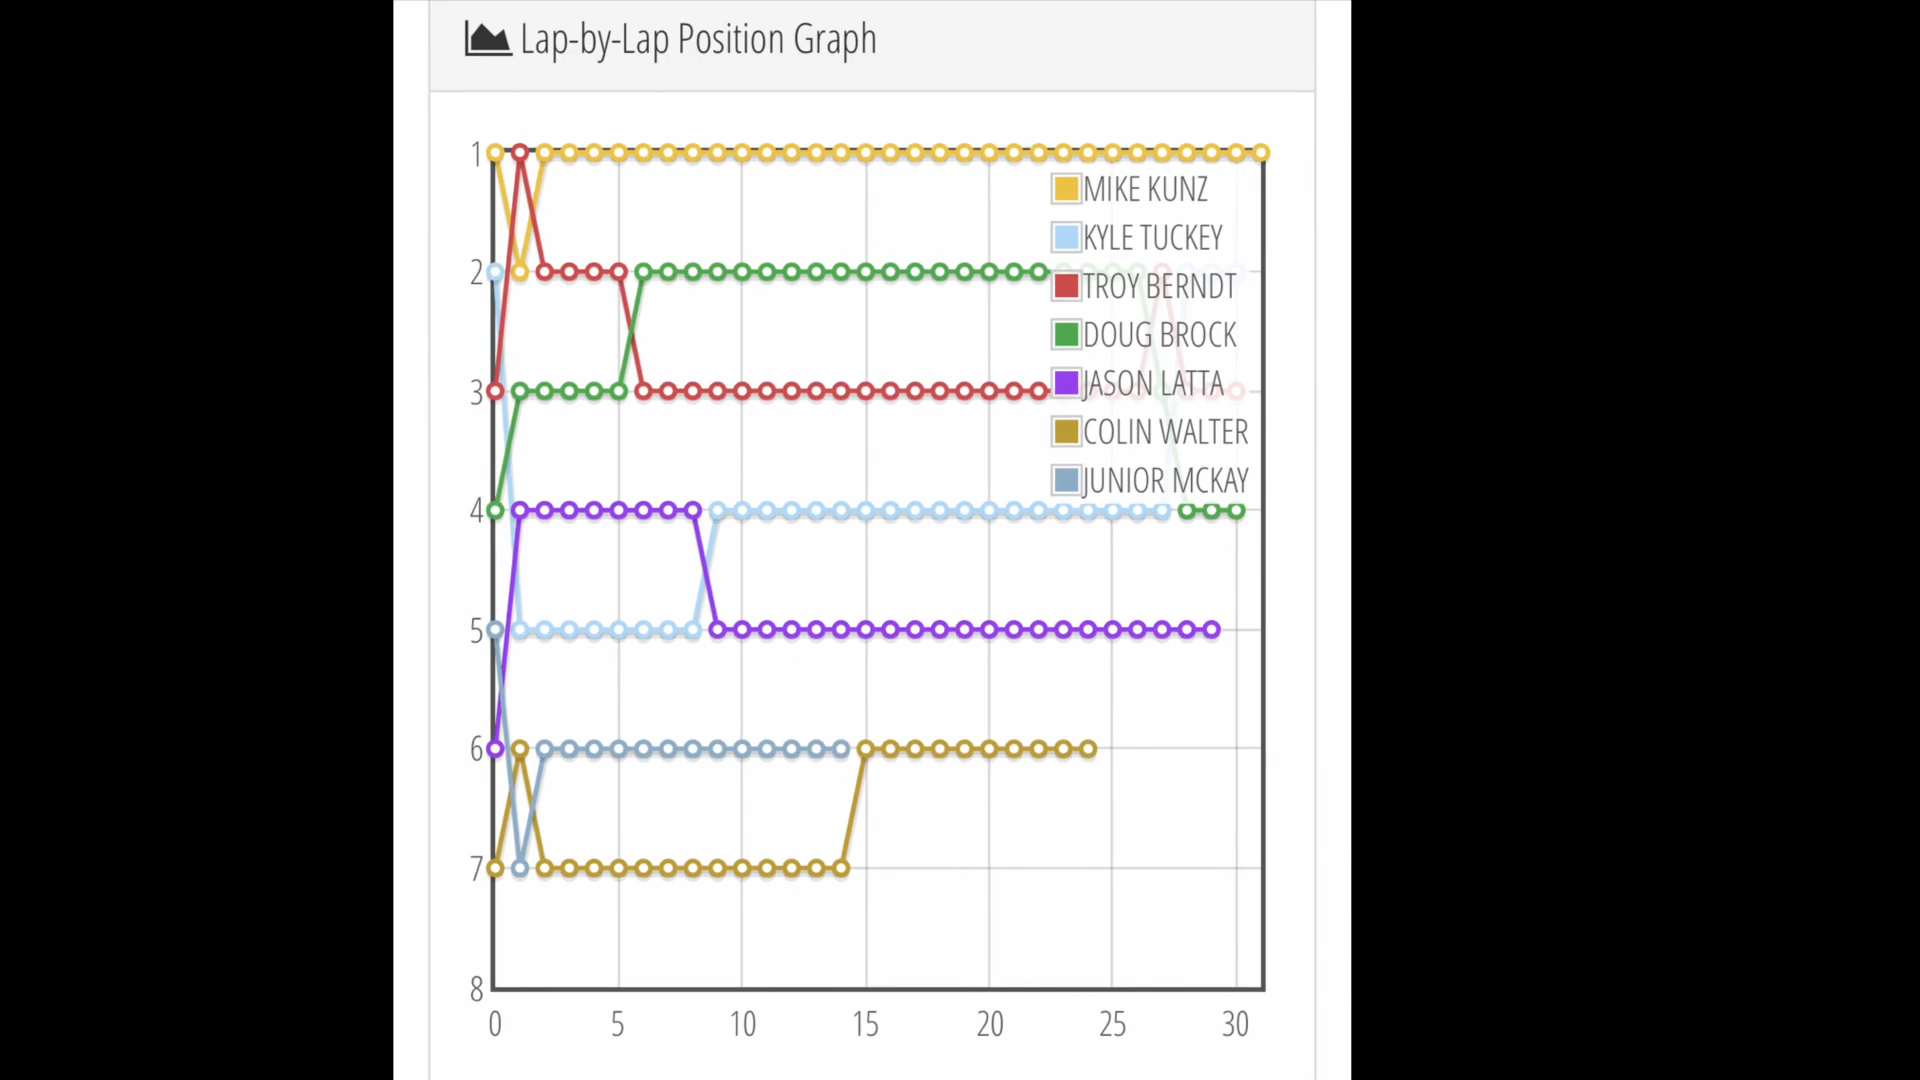 Lap-by-Lap Position Graph
1
MIKE KUNZ
KYLE TUCKEY
2
TROY BERNDT
DOUG BROCK
3
JASON LATTA
COLIN WALTER
JUNIOR MCKAY
4
5
6
7
8
0 5 10 15 20 25 30